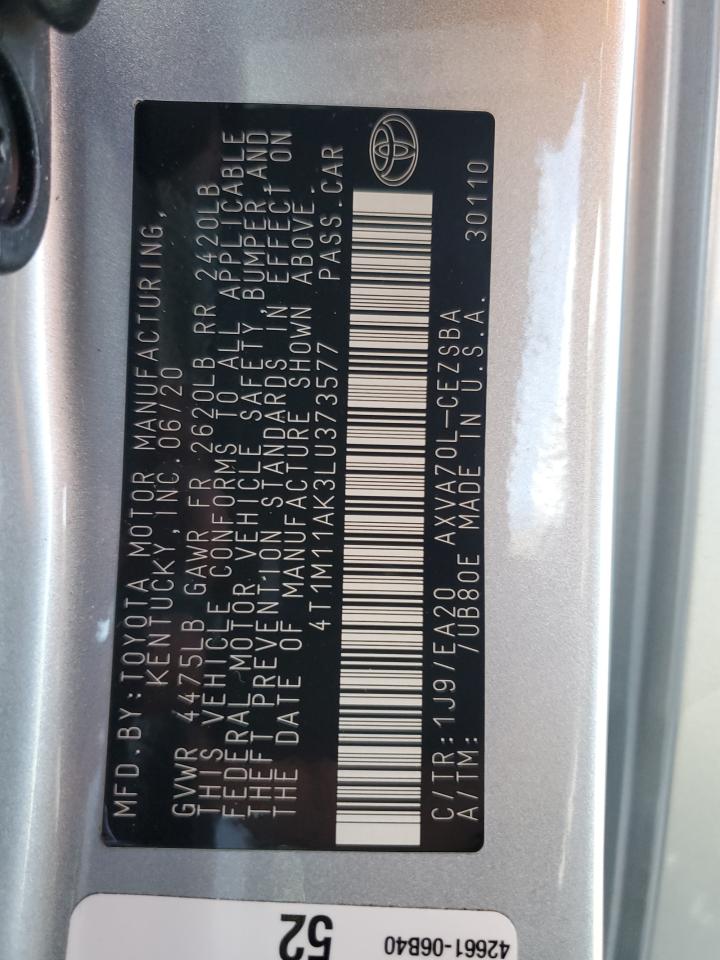 MFD.BY:TOYOTA MOTOR MANUFACTURING,
KENTUCKY, INC. 06/20
GVWR 4475LB GAWR FR 2620LB RR 2420LB
THIS VEHICLE CONFORMS TO ALL APPLICABLE
FEDERAL MOTOR VEHICLE SAFETY, BUMPER, AND
THEFT PREVENTION STANDARDS IN EFFECT ON
THE DATE OF MANUFACTURE SHOWN ABOVE.
4T1M11AK3LU373577 PASS.CAR
C/TR:1J9/EA20 AXVA70L-CEZSBA
A/TM: /UB80E MADE IN U.S.A. 30110
52
42661-06B40